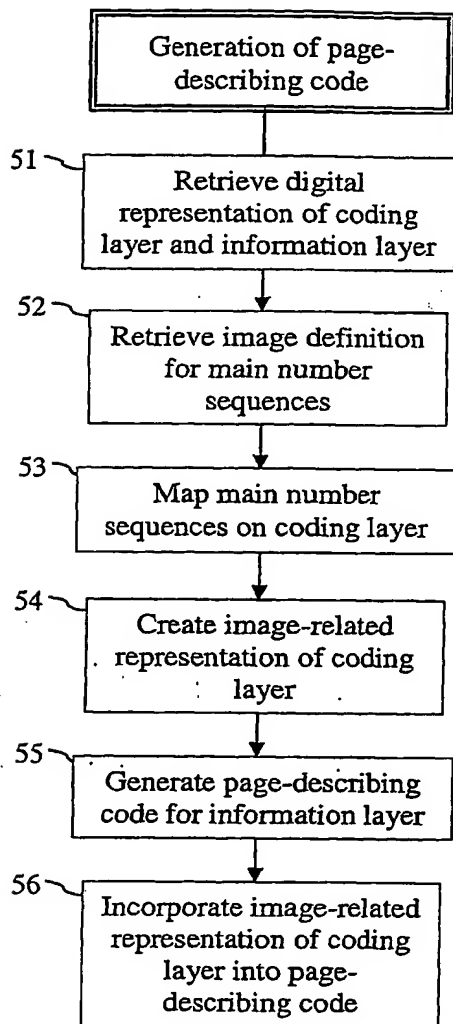 Generation of page-
describing code
51
Retrieve digital
representation of coding
layer and information layer
52
Retrieve image definition
for main number
sequences
53
Map main number
sequences on coding layer
54
Create image-related
representation of coding
layer
55
Generate page-describing
code for information layer
56
Incorporate image-related
representation of coding
layer into page-
describing code